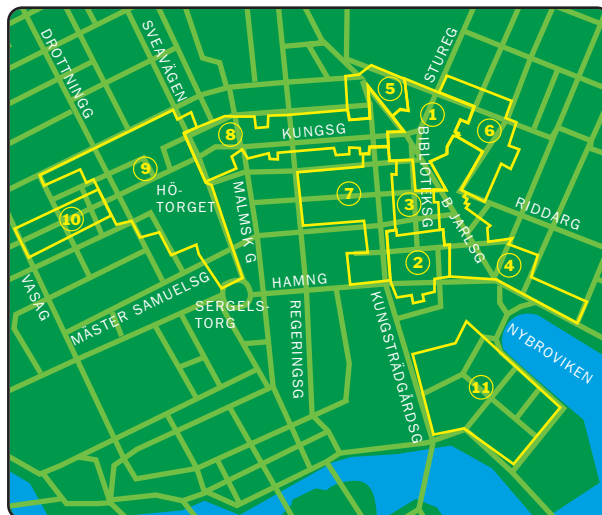 DROTTNINGG
SVEAVÄGEN
STUREG
5
1
6
8
KUNGSG
BIBLIOTEKSG
9
HÖ-
TORGET
MALMSK G
7
3
B JARLSG
RIDDARG
10
2
4
VASAG
MÄSTER SAMUELSG
HAMNG
SERGELS-
TORG
REGERINGSG
KUNGSTRÄDGÅRDSG
NYBROVIKEN
11